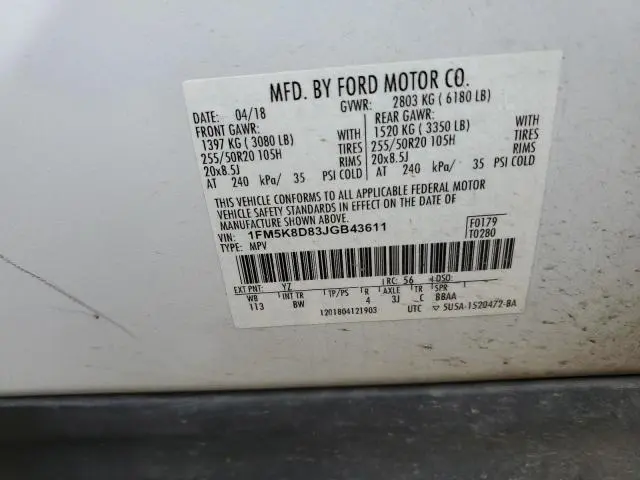 MFD. BY FORD MOTOR CO.
DATE: 04/18 GVWR: 2803 KG ( 6180 LB)
FRONT GAWR: REAR GAWR:
1397 KG ( 3080 LB) WITH 1520 KG ( 3350 LB) WITH
255/50R20 105H TIRES 255/50R20 105H TIRES
20x8.5J RIMS 20x8.5J RIMS
AT 240 kPa/ 35 PSI COLD AT 240 kPa/ 35 PSI COLD
THIS VEHICLE CONFORMS TO ALL APPLICABLE FEDERAL MOTOR
VEHICLE SAFETY STANDARDS IN EFFECT ON THE DATE OF
MANUFACTURE SHOWN ABOVE.
VIN: 1FM5K8D83JGB43611 F0179
TYPE: MPV T0280
EXT PNT: YZ RC: 56 DSO:
WB INT TR TP/PS R AXLE TR SPR
113 BW 4 3J C BBAA
1201804121903 UTC ▽ 5U5A-1520472-BA